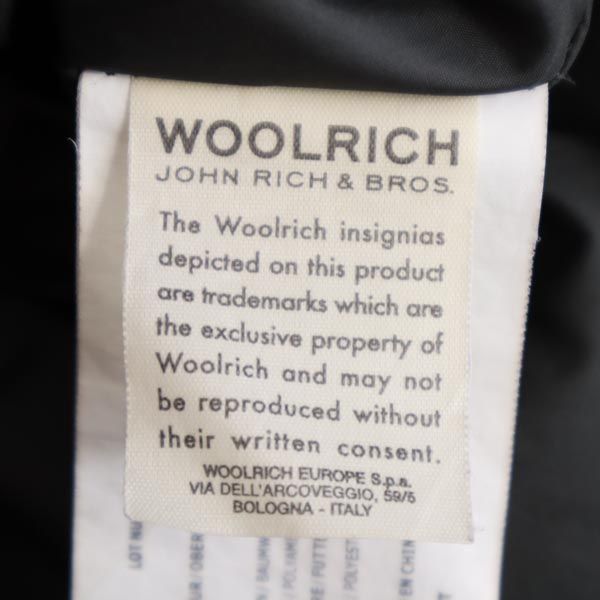 WOOLRICH
JOHN RICH & BROS.
The Woolrich insignias
depicted on this product
are trademarks which are
the exclusive property of
Woolrich and may not
be reproduced without
their written consent.
WOOLRICH EUROPE S.p.a.
VIA DELL'ARCOVEGGIO, 59/5
BOLOGNA - ITALY